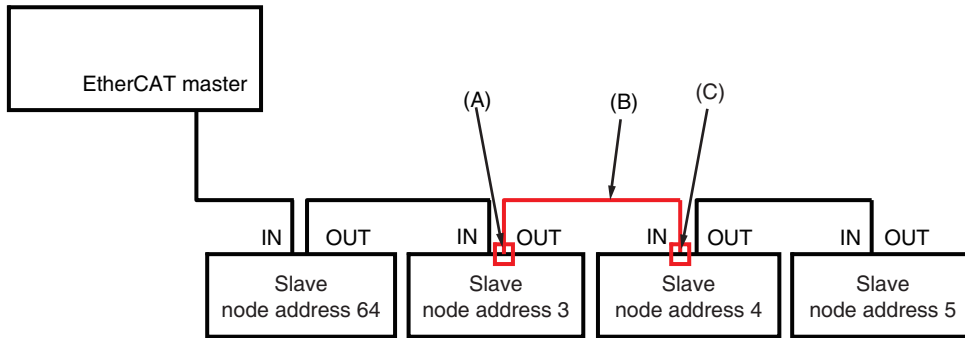 EtherCAT master
(A)
(B)
(C)
IN
OUT
IN
OUT
IN
OUT
IN
OUT
Slave
node address 64
Slave
node address 3
Slave
node address 4
Slave
node address 5